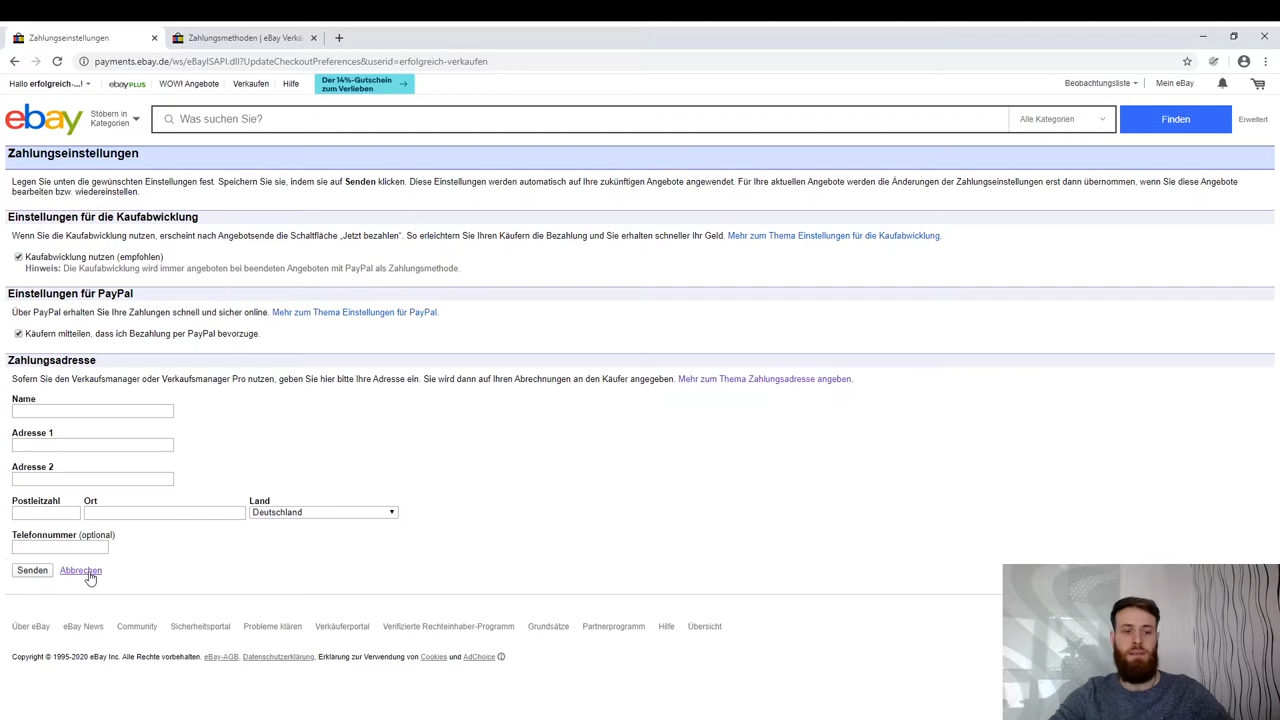 Zahlungseinstellungen
Zahlungsmethoden | eBay Verkä
payments.ebay.de/ws/eBayISAPI.dll?UpdateCheckoutPreferences&userid=erfolgreich-verkaufen
Hallo erfolgreich-...! ebayPLUS WOW! Angebote Verkaufen Hilfe Der 14%-Gutschein zum Verlieben Beobachtungsliste Mein eBay
ebay Stöbern in Kategorien Was suchen Sie? Alle Kategorien Finden Erweitert
Zahlungseinstellungen
Legen Sie unten die gewünschten Einstellungen fest. Speichern Sie sie, indem sie auf Senden klicken. Diese Einstellungen werden automatisch auf Ihre zukünftigen Angebote angewendet. Für Ihre aktuellen Angebote werden die Änderungen der Zahlungseinstellungen erst dann übernommen, wenn Sie diese Angebote
bearbeiten bzw. wiedereinstellen.
Einstellungen für die Kaufabwicklung
Wenn Sie die Kaufabwicklung nutzen, erscheint nach Angebotsende die Schaltfläche „Jetzt bezahlen“. So erleichtern Sie Ihren Käufern die Bezahlung und Sie erhalten schneller Ihr Geld. Mehr zum Thema Einstellungen für die Kaufabwicklung.
Kaufabwicklung nutzen (empfohlen)
Hinweis: Die Kaufabwicklung wird immer angeboten bei beendeten Angeboten mit PayPal als Zahlungsmethode.
Einstellungen für PayPal
Über PayPal erhalten Sie Ihre Zahlungen schnell und sicher online. Mehr zum Thema Einstellungen für PayPal.
Käufern mitteilen, dass ich Bezahlung per PayPal bevorzuge.
Zahlungsadresse
Sofern Sie den Verkaufsmanager oder Verkaufsmanager Pro nutzen, geben Sie hier bitte Ihre Adresse ein. Sie wird dann auf Ihren Abrechnungen an den Käufer angegeben. Mehr zum Thema Zahlungsadresse angeben.
Name
Adresse 1
Adresse 2
Postleitzahl Ort Land
Deutschland
Telefonnummer (optional)
Senden Abbrechen
Über eBay eBay News Community Sicherheitsportal Probleme klären Verkäuferportal Verifizierte Rechteinhaber-Programm Grundsätze Partnerprogramm Hilfe Übersicht
Copyright © 1995-2020 eBay Inc. Alle Rechte vorbehalten. eBay-AGB, Datenschutzerklärung, Erklärung zur Verwendung von Cookies und AdChoice